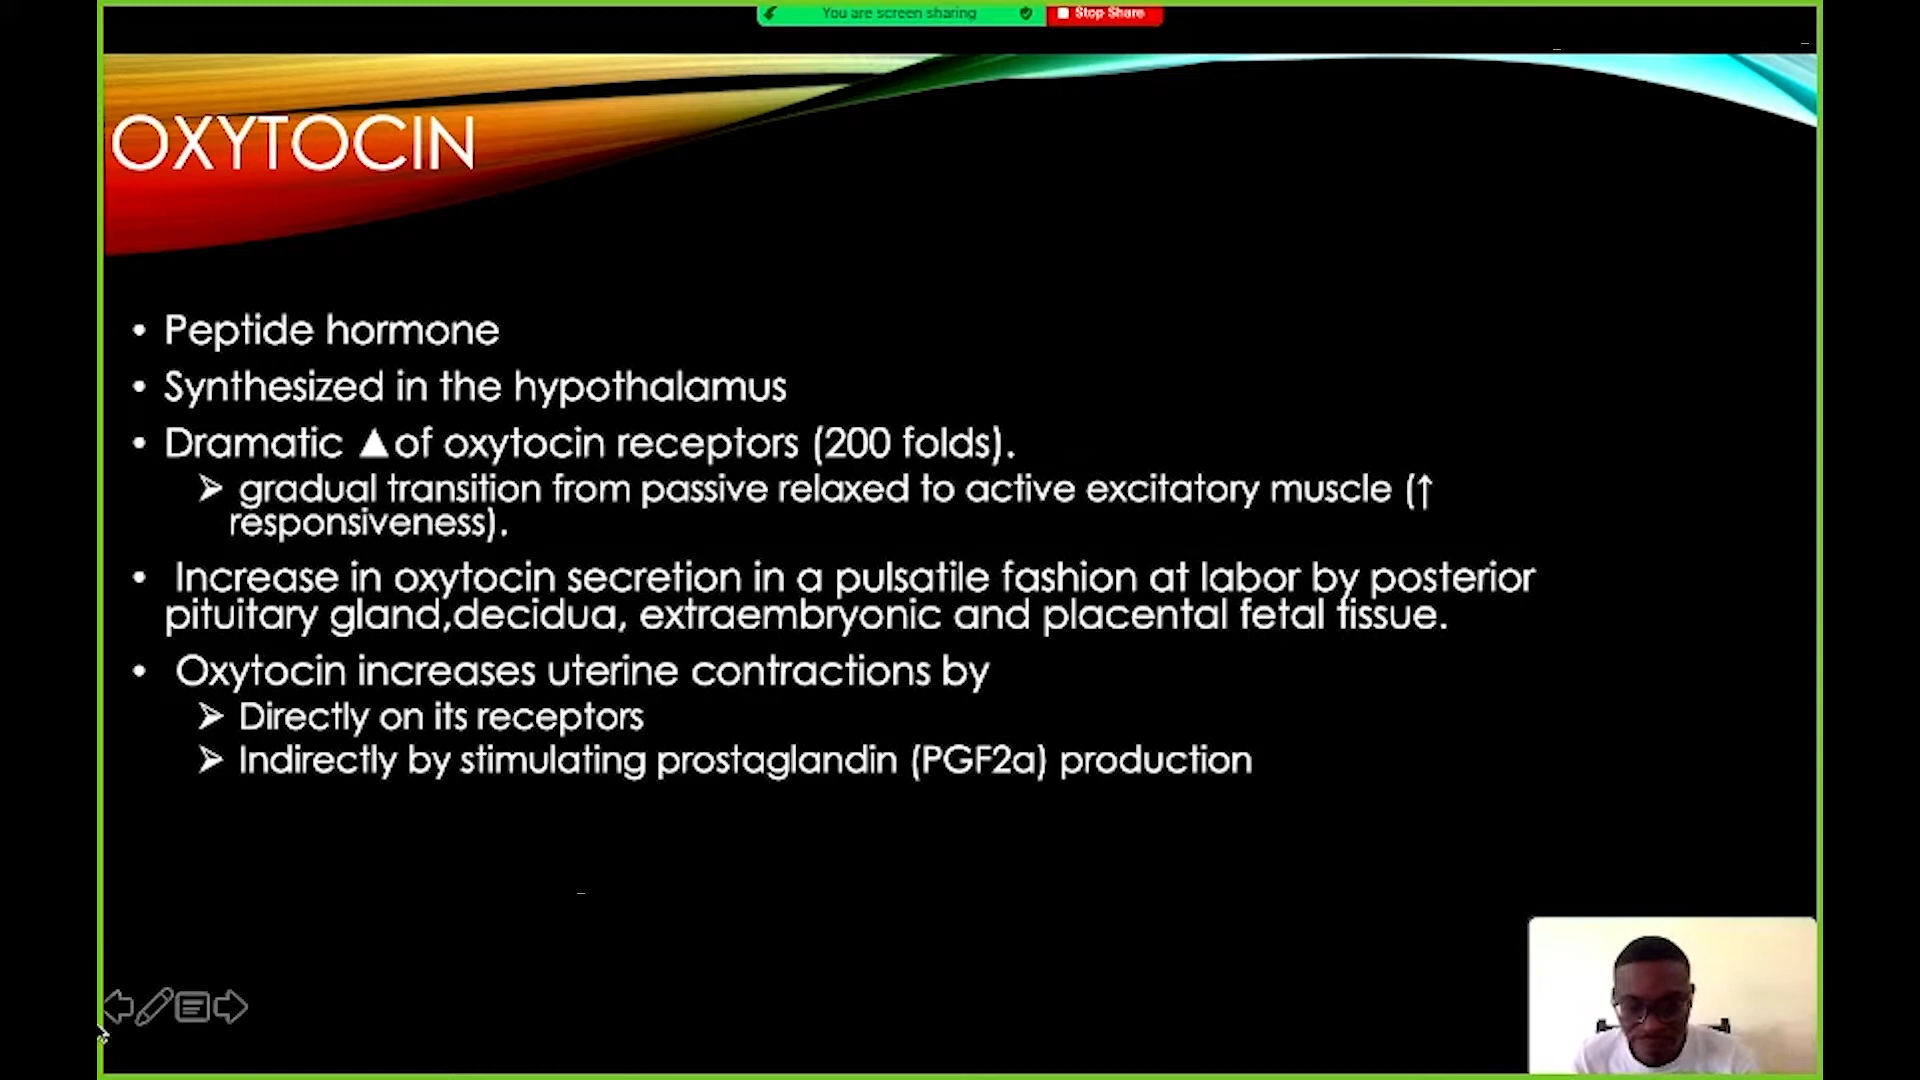 You are screen sharing
Stop Share
OXYTOCIN
• Peptide hormone
• Synthesized in the hypothalamus
• Dramatic ▲of oxytocin receptors (200 folds).
➢ gradual transition from passive relaxed to active excitatory muscle (↑
responsiveness).
• Increase in oxytocin secretion in a pulsatile fashion at labor by posterior
pituitary gland,decidua, extraembryonic and placental fetal tissue.
• Oxytocin increases uterine contractions by
➢ Directly on its receptors
➢ Indirectly by stimulating prostaglandin (PGF2a) production